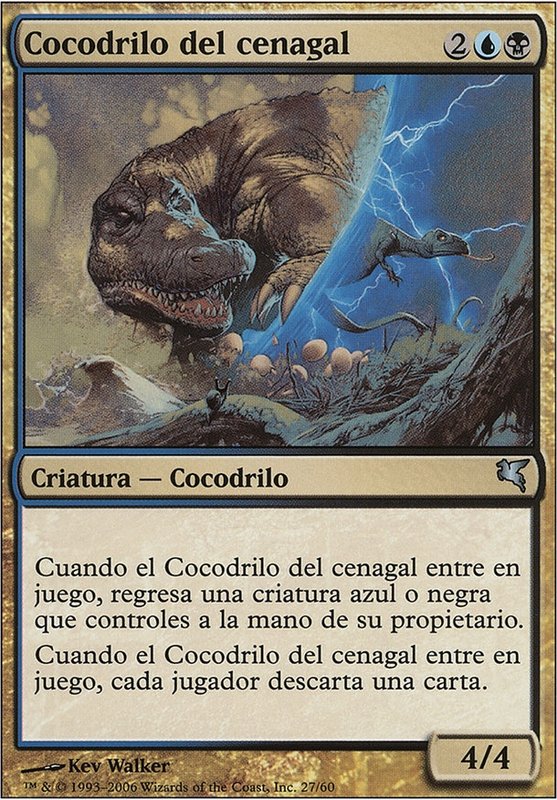 Cocodrilo del cenagal 2
Criatura — Cocodrilo
Cuando el Cocodrilo del cenagal entre en
juego, regresa una criatura azul o negra
que controles a la mano de su propietario.
Cuando el Cocodrilo del cenagal entre en
juego, cada jugador descarta una carta.
4/4
Kev Walker
™ & © 1993–2006 Wizards of the Coast, Inc. 27/60